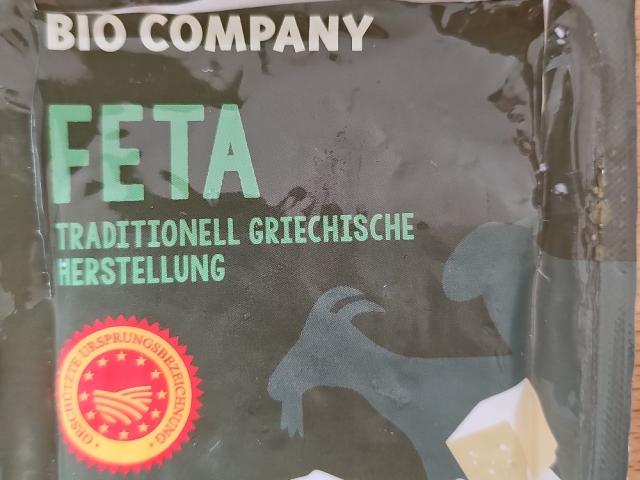 BIO COMPANY
FETA
TRADITIONELL GRIECHISCHE
HERSTELLUNG
GESCHÜTZTE URSPRUNGSBEZEICHNUNG